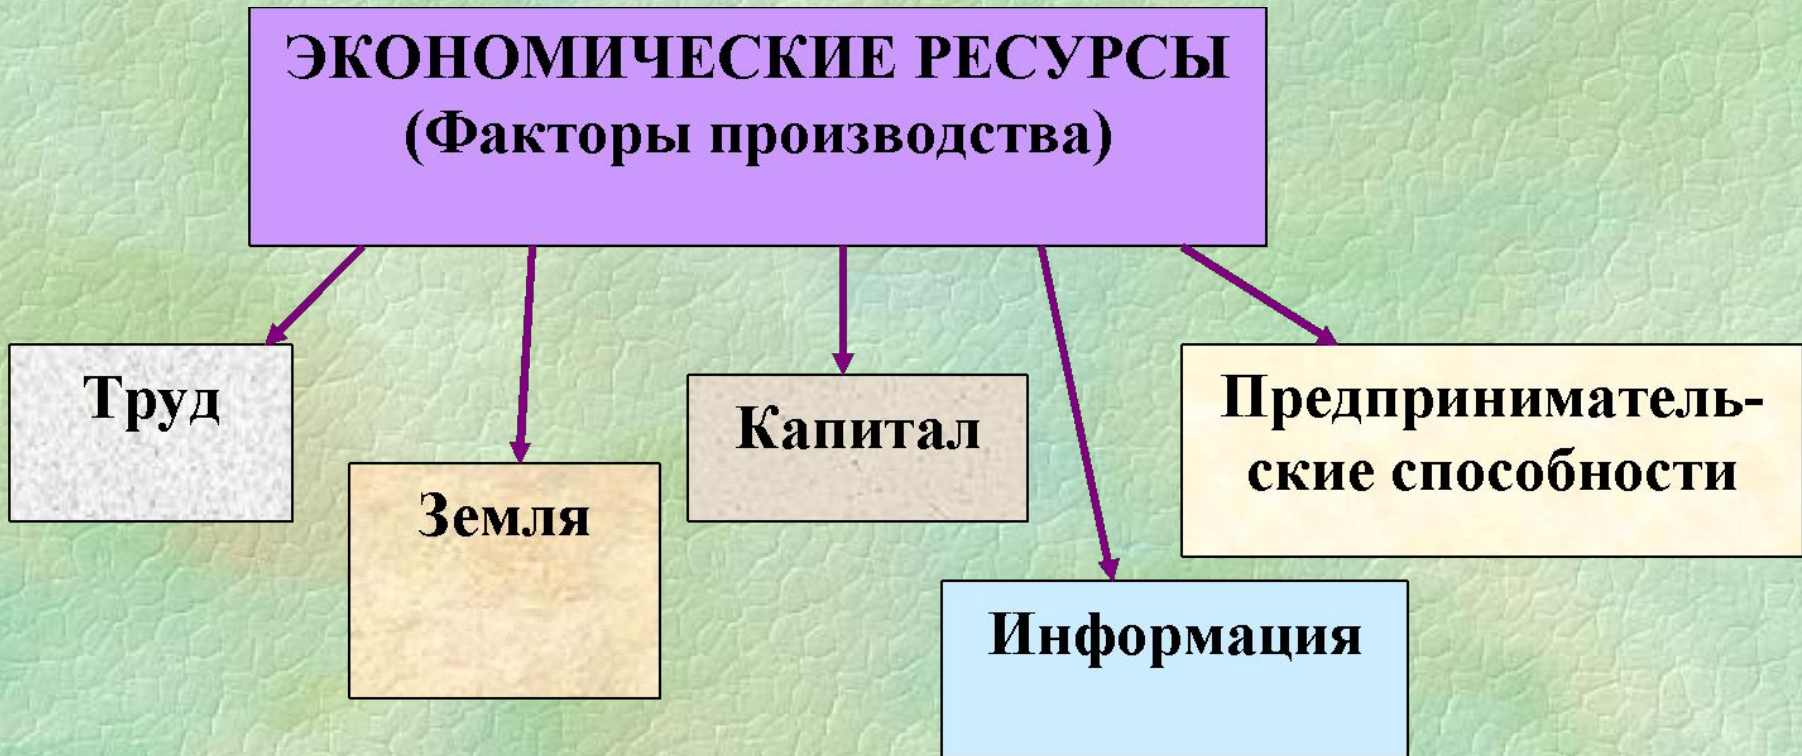 ЭКОНОМИЧЕСКИЕ РЕСУРСЫ
(Факторы производства)
Труд
Земля
Капитал
Информация
Предприниматель-
ские способности